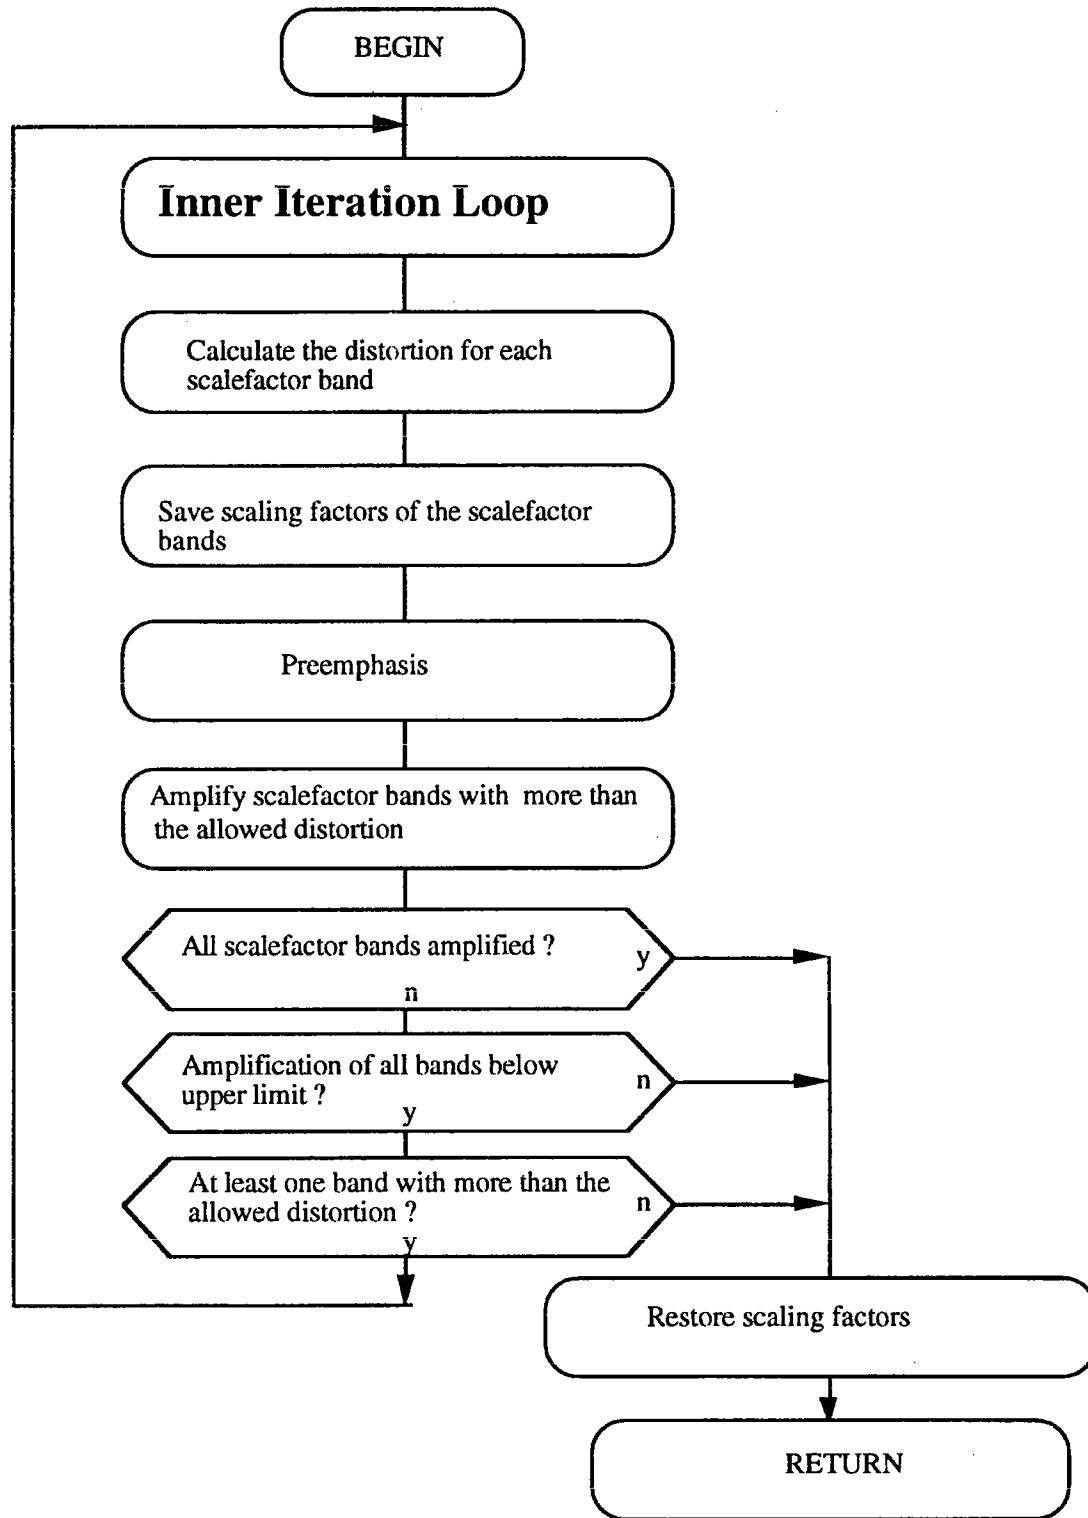 BEGIN
Inner Iteration Loop
Calculate the distortion for each
scalefactor band
Save scaling factors of the scalefactor
bands
Preemphasis
Amplify scalefactor bands with more than
the allowed distortion
All scalefactor bands amplified ?
y
n
Amplification of all bands below
upper limit ?
n
y
At least one band with more than the
allowed distortion ?
n
y
Restore scaling factors
RETURN